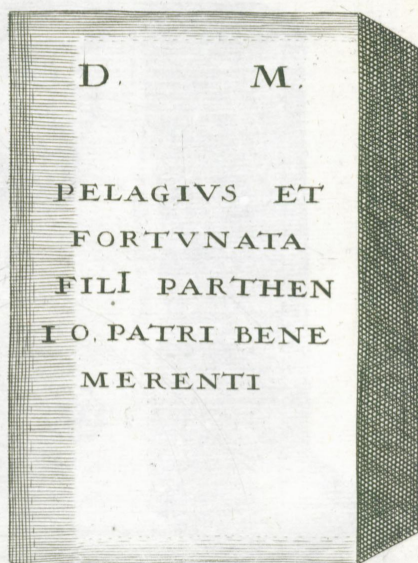 D. M.
PELAGIVS ET
FORTVNATA
FILI PARTHEN
I O. PATRI BENE
MERENTI